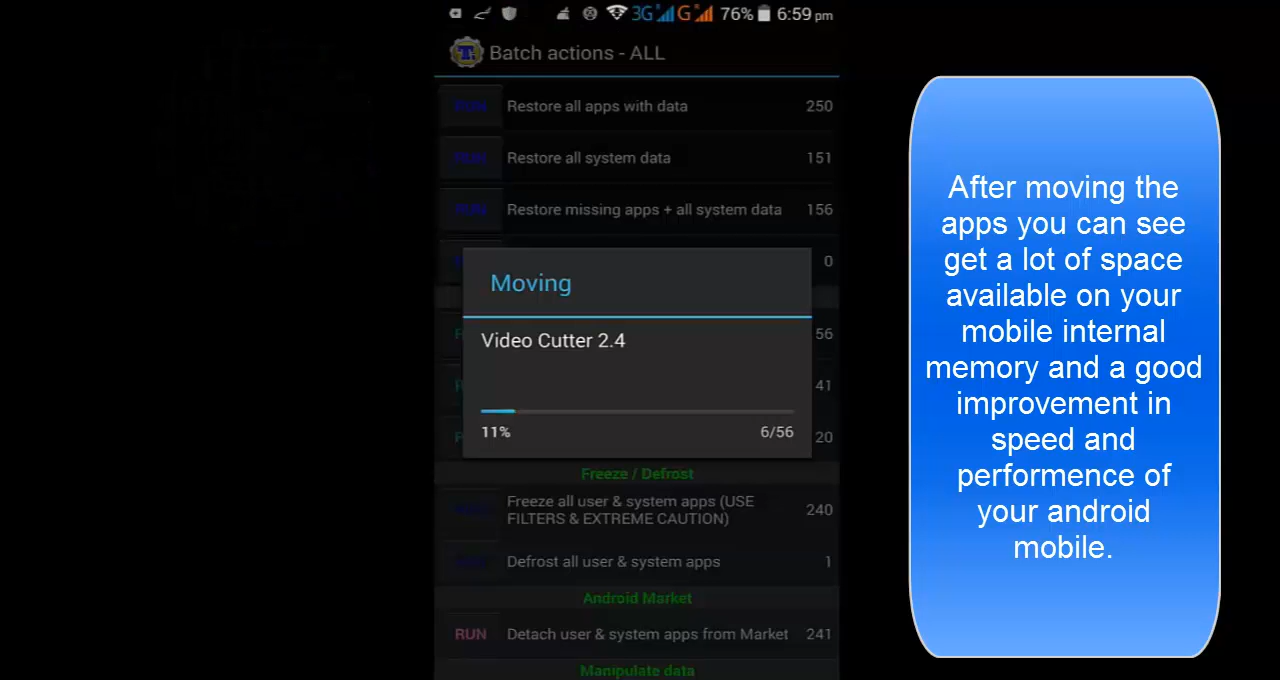 3G G 76% 6:59 pm
Batch actions - ALL
RUN Restore all apps with data 250
RUN Restore all system data 151
RUN Restore missing apps + all system data 156
0
Moving
56
Video Cutter 2.4
41
11% 6/56
20
Freeze / Defrost
Freeze all user & system apps (USE
FILTERS & EXTREME CAUTION) 240
Defrost all user & system apps 1
Android Market
RUN Detach user & system apps from Market 241
Manipulate data
After moving the
apps you can see
get a lot of space
available on your
mobile internal
memory and a good
improvement in
speed and
performence of
your android
mobile.